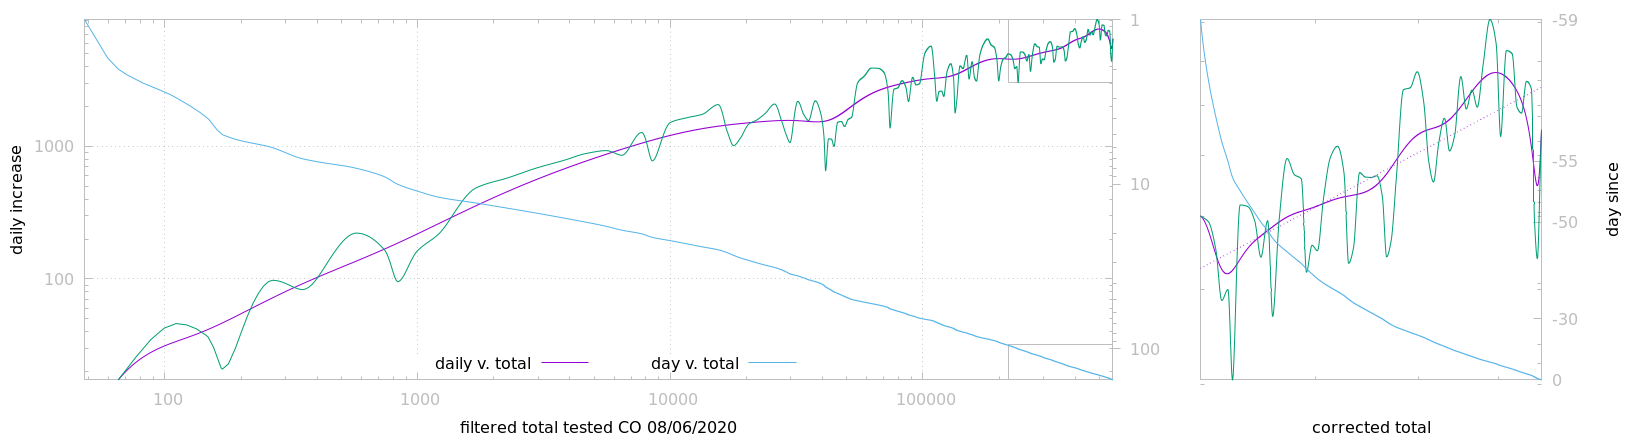 daily increase
1000
100
daily v. total
day v. total
100
1000
10000
100000
filtered total tested CO 08/06/2020
1
10
100
corrected total
-59
-55
-50
-30
0
day since